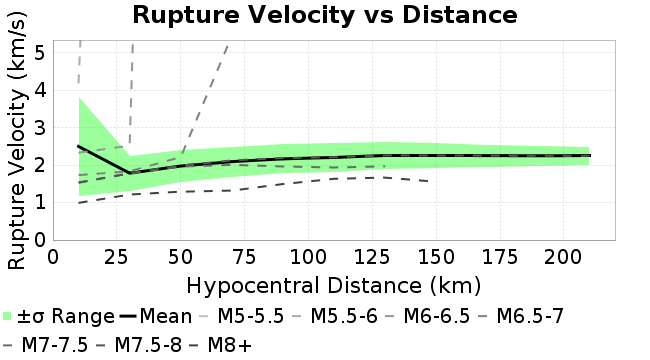 Rupture Velocity vs Distance
Rupture Velocity (km/s)
5
4
3
2
1
0
0 25 50 75 100 125 150 175 200
Hypocentral Distance (km)
±σ Range Mean M5-5.5 M5.5-6 M6-6.5 M6.5-7
M7-7.5 M7.5-8 M8+